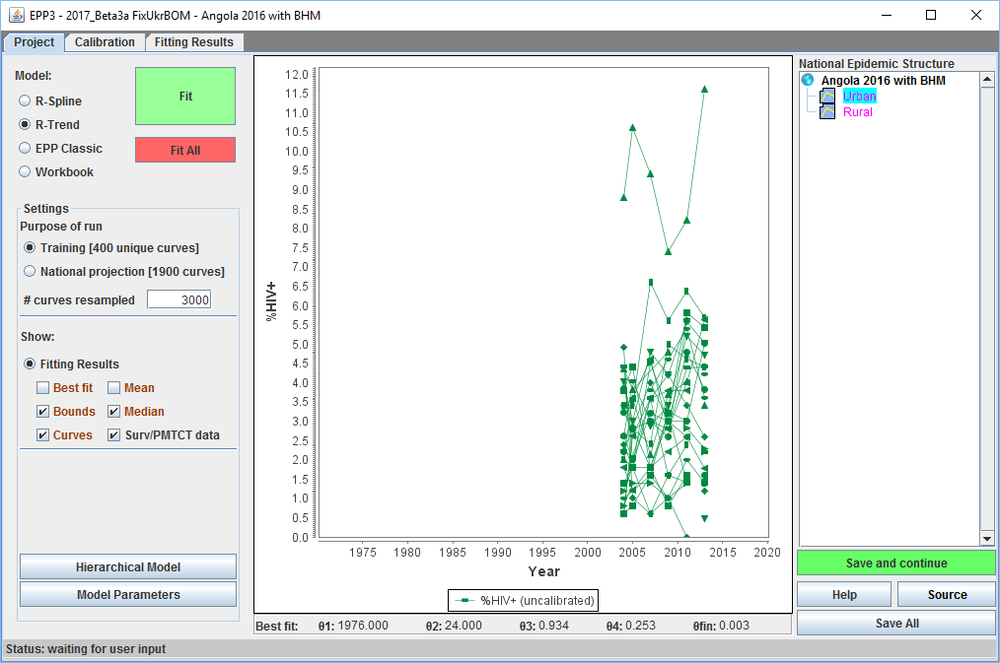 EPP3 - 2017_Beta3a FixUkrBOM - Angola 2016 with BHM
Project
Calibration
Fitting Results
Model:
R-Spline
R-Trend
EPP Classic
Workbook
Fit
Fit All
Settings
Purpose of run
Training [400 unique curves]
National projection [1900 curves]
# curves resampled 3000
Show:
Fitting Results
Best fit Mean
Bounds Median
Curves Surv/PMTCT data
Hierarchical Model
Model Parameters
%HIV+
12.0
11.5
11.0
10.5
10.0
9.5
9.0
8.5
8.0
7.5
7.0
6.5
6.0
5.5
5.0
4.5
4.0
3.5
3.0
2.5
2.0
1.5
1.0
0.5
0.0
1975 1980 1985 1990 1995 2000 2005 2010 2015 2020
Year
%HIV+ (uncalibrated)
Best fit: θ1: 1976.000 θ2: 24.000 θ3: 0.934 θ4: 0.253 θfin: 0.003
National Epidemic Structure
Angola 2016 with BHM
Urban
Rural
Save and continue
Help
Source
Save All
Status: waiting for user input